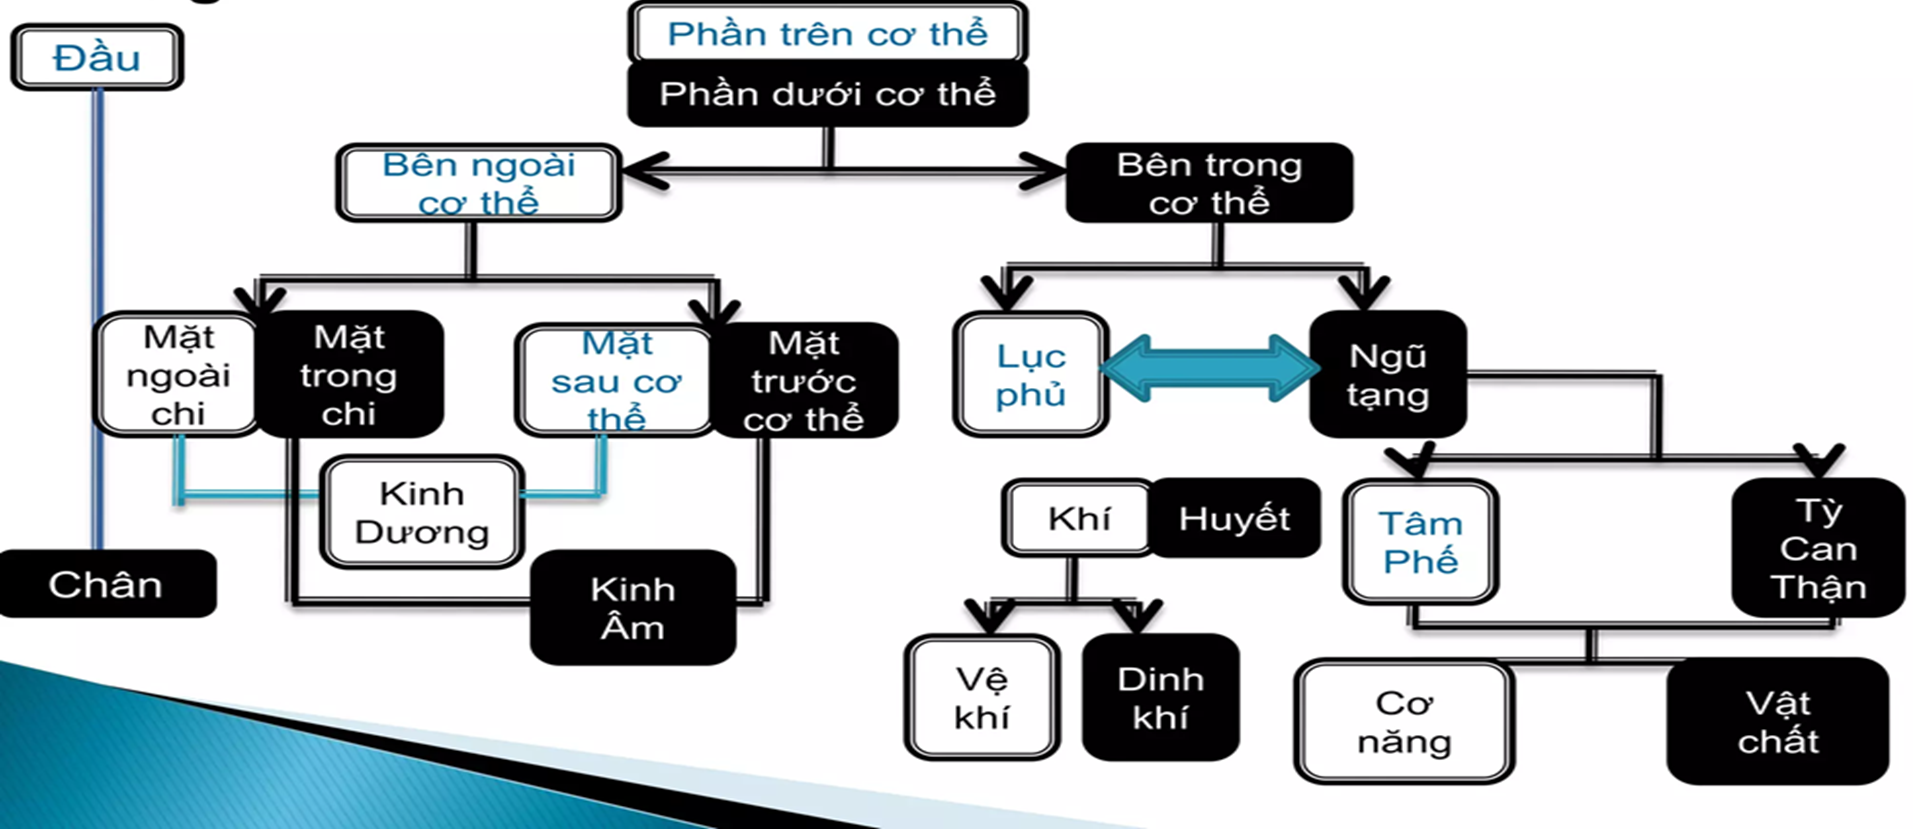 Đầu
Phần trên cơ thể
Phần dưới cơ thể
Bên ngoài
cơ thể
Bên trong
cơ thể
Mặt
ngoài
chi
Mặt
trong
chi
Mặt
sau cơ
thể
Mặt
trước
cơ thể
Lục
phủ
Ngũ
tạng
Kinh
Dương
Kinh
Âm
Chân
Khí
Huyết
Tâm
Phế
Tỳ
Can
Thận
Vệ
khí
Dinh
khí
Cơ
năng
Vật
chất